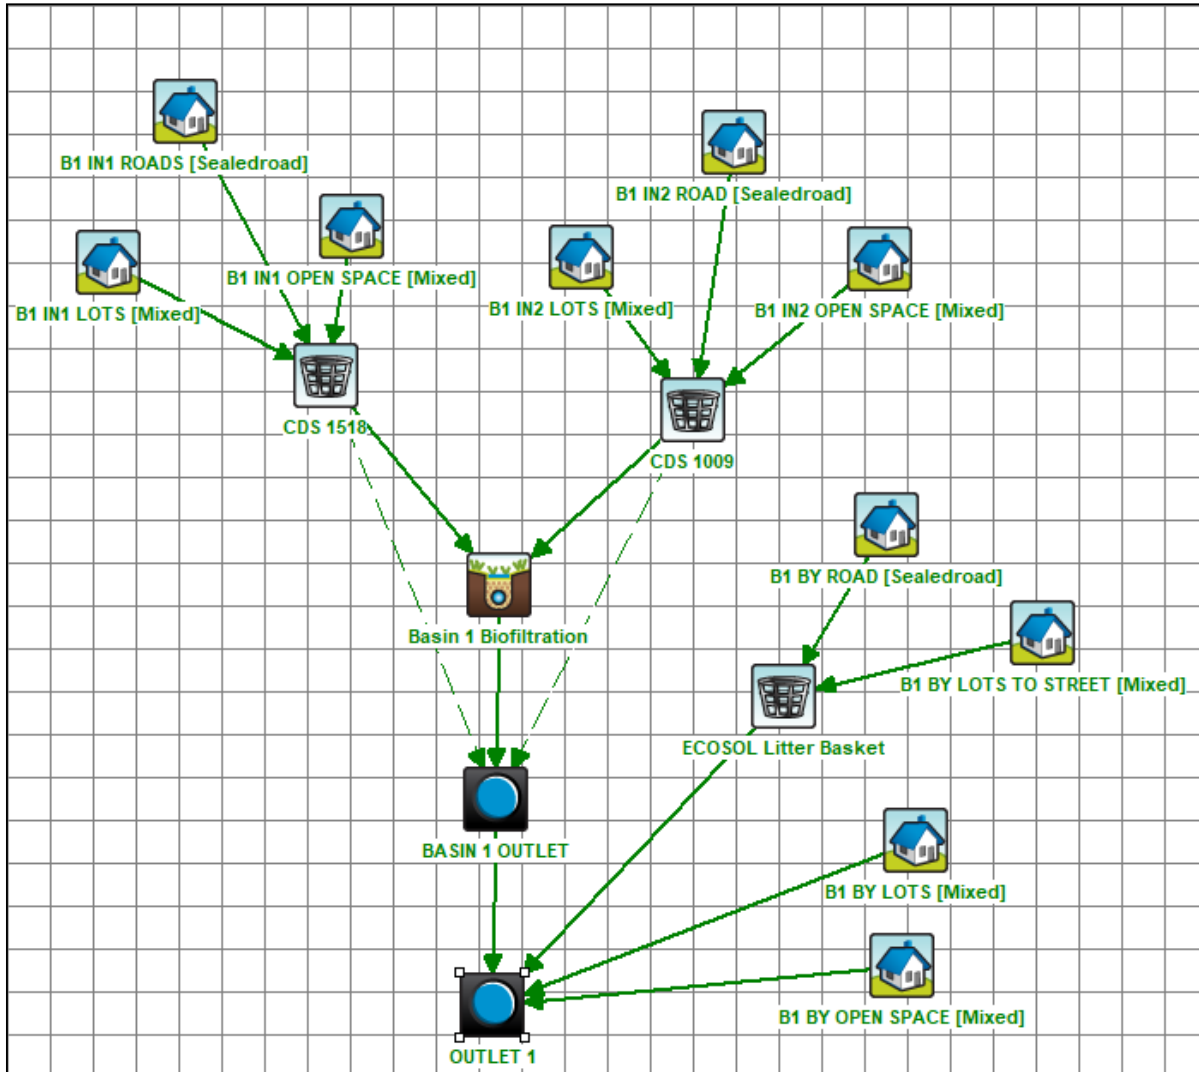 B1 IN1 ROADS [Sealedroad]
B1 IN2 ROAD [Sealedroad]
B1 IN1 OPEN SPACE [Mixed]
B1 IN1 LOTS [Mixed]
B1 IN2 LOTS [Mixed]
B1 IN2 OPEN SPACE [Mixed]
CDS 1518
CDS 1009
B1 BY ROAD [Sealedroad]
Basin 1 Biofiltration
B1 BY LOTS TO STREET [Mixed]
ECOSOL Litter Basket
BASIN 1 OUTLET
B1 BY LOTS [Mixed]
B1 BY OPEN SPACE [Mixed]
OUTLET 1